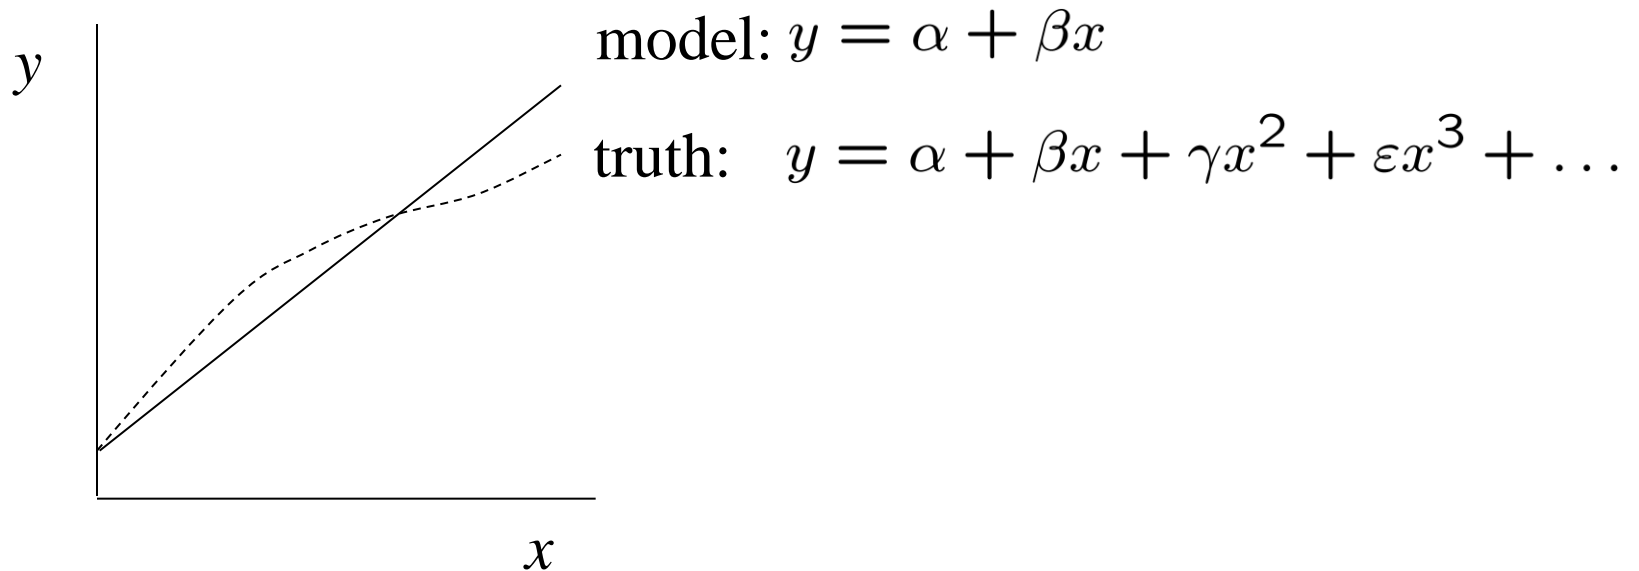 y
model: y = α + βx
truth: y = α + βx + γx² + εx³ + ...
x